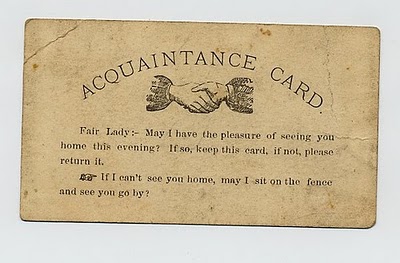 ACQUAINTANCE CARD
Fair Lady:- May I have the pleasure of seeing you
home this evening? If so, keep this card, if not, please
return it.
☞ If I can't see you home, may I sit on the fence
and see you go by?